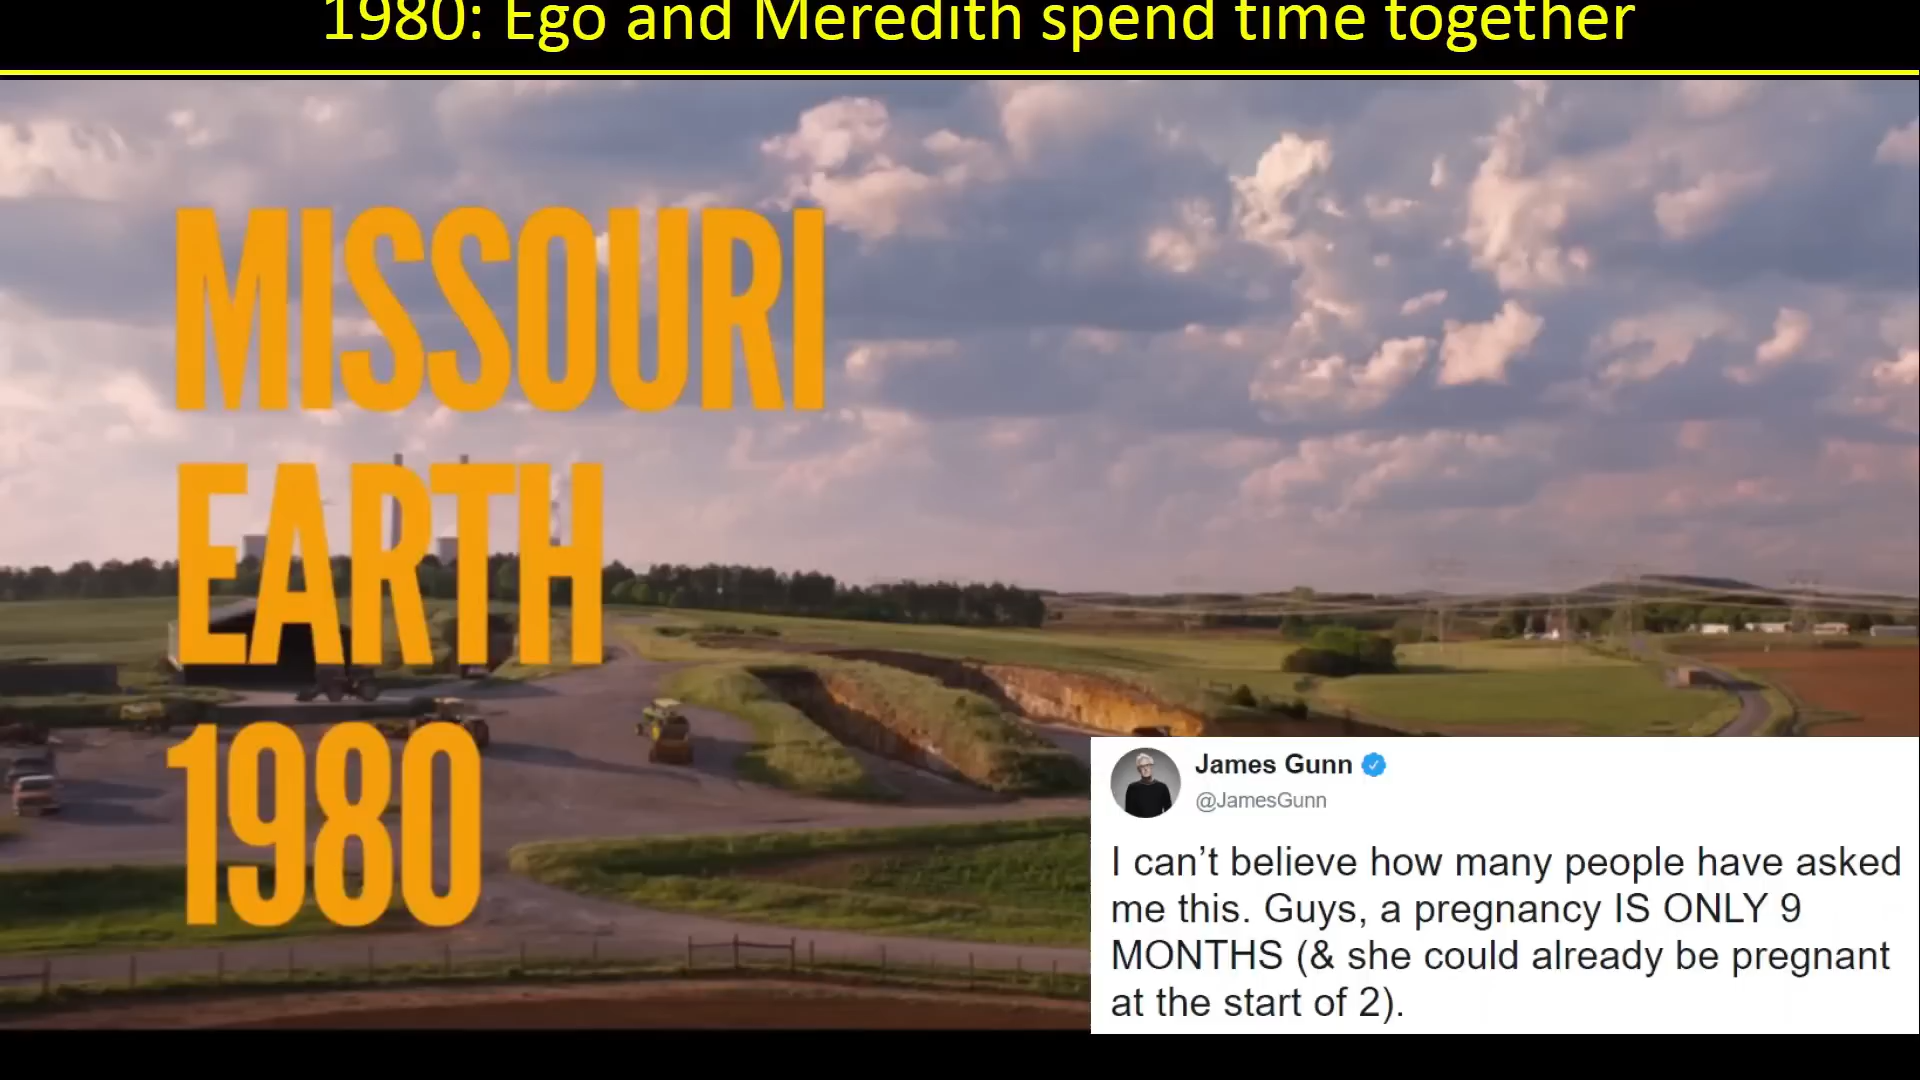 1980: Ego and Meredith spend time together
MISSOURI
EARTH
1980
James Gunn
@JamesGunn
I can’t believe how many people have asked
me this. Guys, a pregnancy IS ONLY 9
MONTHS (& she could already be pregnant
at the start of 2).